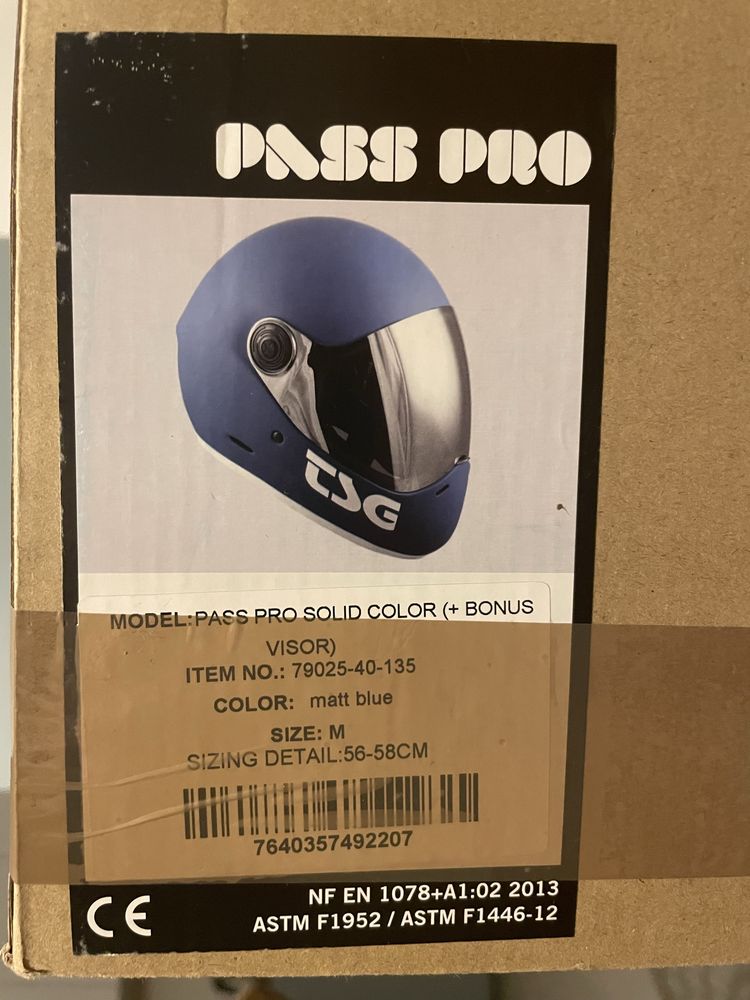 PASS PRO
TSG
MODEL:PASS PRO SOLID COLOR (+ BONUS
VISOR)
ITEM NO.: 79025-40-135
COLOR: matt blue
SIZE: M
SIZING DETAIL:56-58CM
7640357492207
CE
NF EN 1078+A1:02 2013
ASTM F1952 / ASTM F1446-12